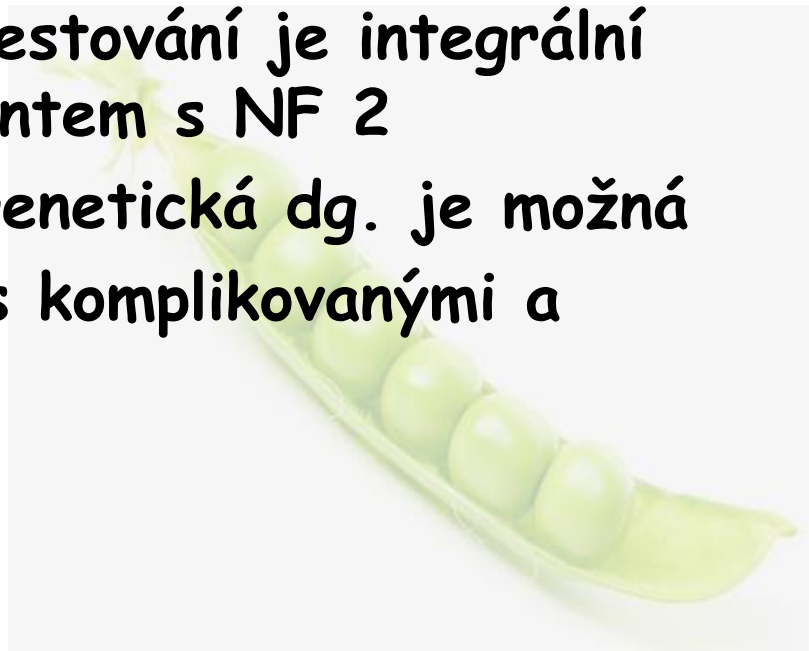 estování je integrální
ntem s NF 2
enetická dg. je možná
s komplikovanými a